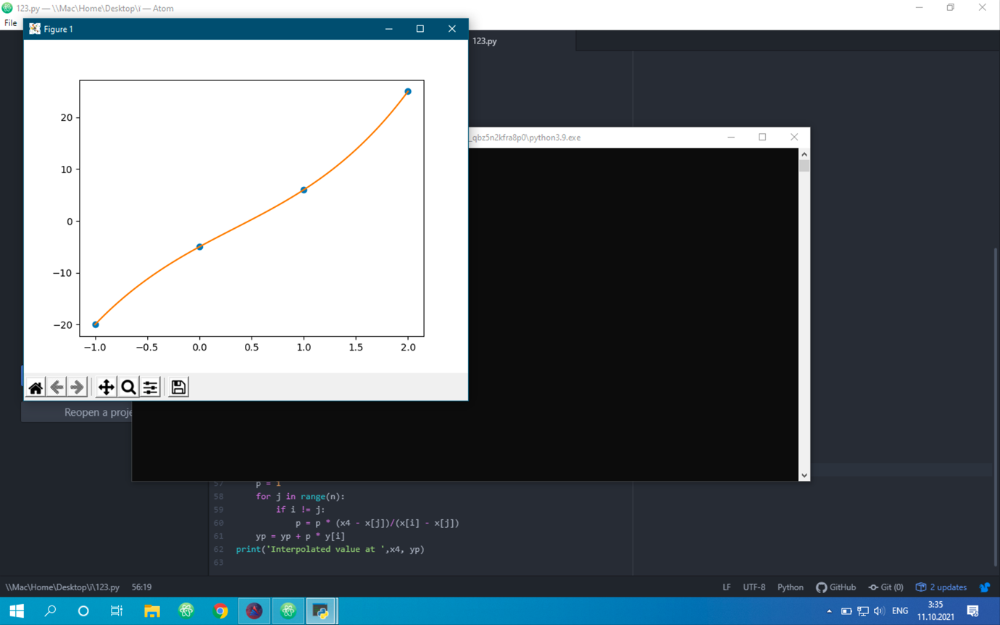 123.py — \\Mac\Home\Desktop\ї — Atom
File
Figure 1
123.py
_qbz5n2kfra8p0\python3.9.exe
20
10
0
−10
−20
−1.0 −0.5 0.0 0.5 1.0 1.5 2.0
Reopen a proje
57 p = 1
58 for j in range(n):
59 if i != j:
60 p = p * (x4 - x[j])/(x[i] - x[j])
61 yp = yp + p * y[i]
62 print('Interpolated value at ',x4, yp)
63
\\Mac\Home\Desktop\ї\123.py 56:19 LF UTF-8 Python GitHub Git (0) 2 updates
ENG
3:35
11.10.2021